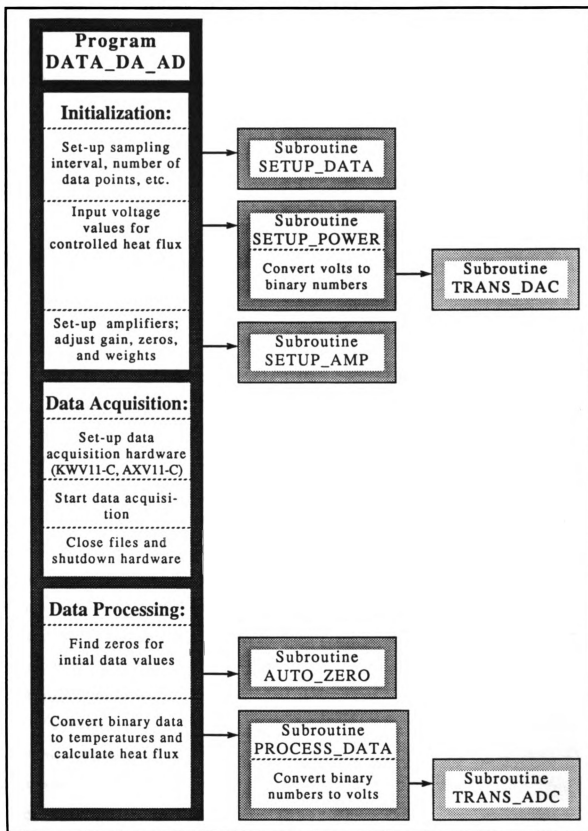 Program
DATA_DA_AD
Initialization:
Set-up sampling
interval, number of
data points, etc.
Subroutine
SETUP_DATA
Input voltage
values for
controlled heat flux
Subroutine
SETUP_POWER
Convert volts to
binary numbers
Subroutine
TRANS_DAC
Set-up amplifiers;
adjust gain, zeros,
and weights
Subroutine
SETUP_AMP
Data Acquisition:
Set-up data
acquisition hardware
(KWV11-C, AXV11-C)
Start data acquisi-
tion
Close files and
shutdown hardware
Data Processing:
Find zeros for
intial data values
Subroutine
AUTO_ZERO
Convert binary data
to temperatures and
calculate heat flux
Subroutine
PROCESS_DATA
Convert binary
numbers to volts
Subroutine
TRANS_ADC